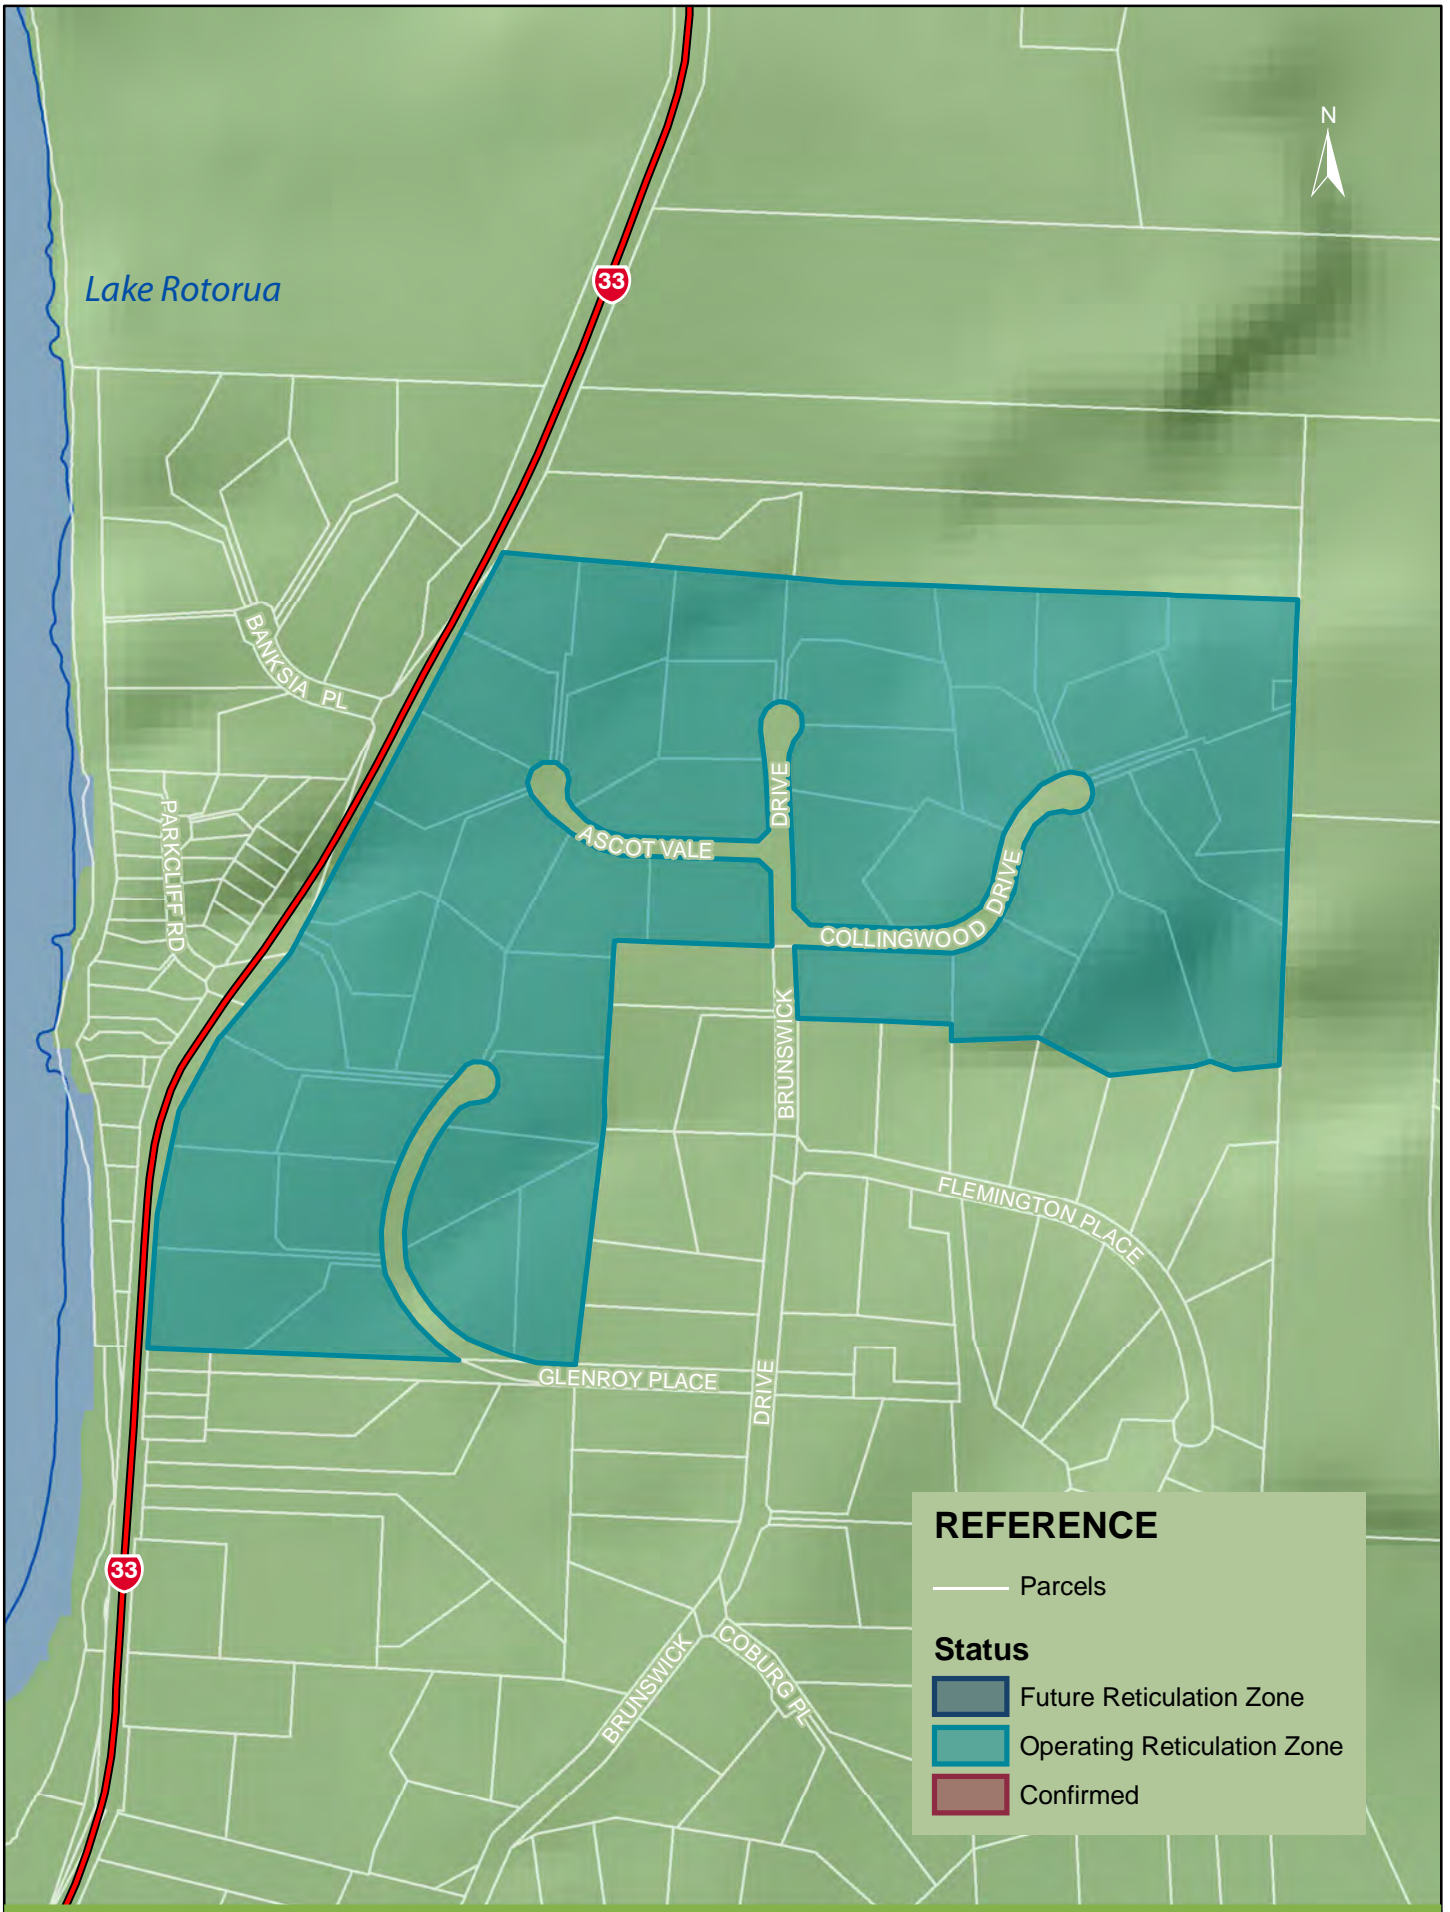 N
33
Lake Rotorua
BANKSIA PL
PARKCLIFF RD
ASCOT VALE
DRIVE
COLLINGWOOD DRIVE
BRUNSWICK
FLEMINGTON PLACE
GLENROY PLACE
DRIVE
33
BRUNSWICK
COBURG PL
REFERENCE
Parcels
Status
Future Reticulation Zone
Operating Reticulation Zone
Confirmed